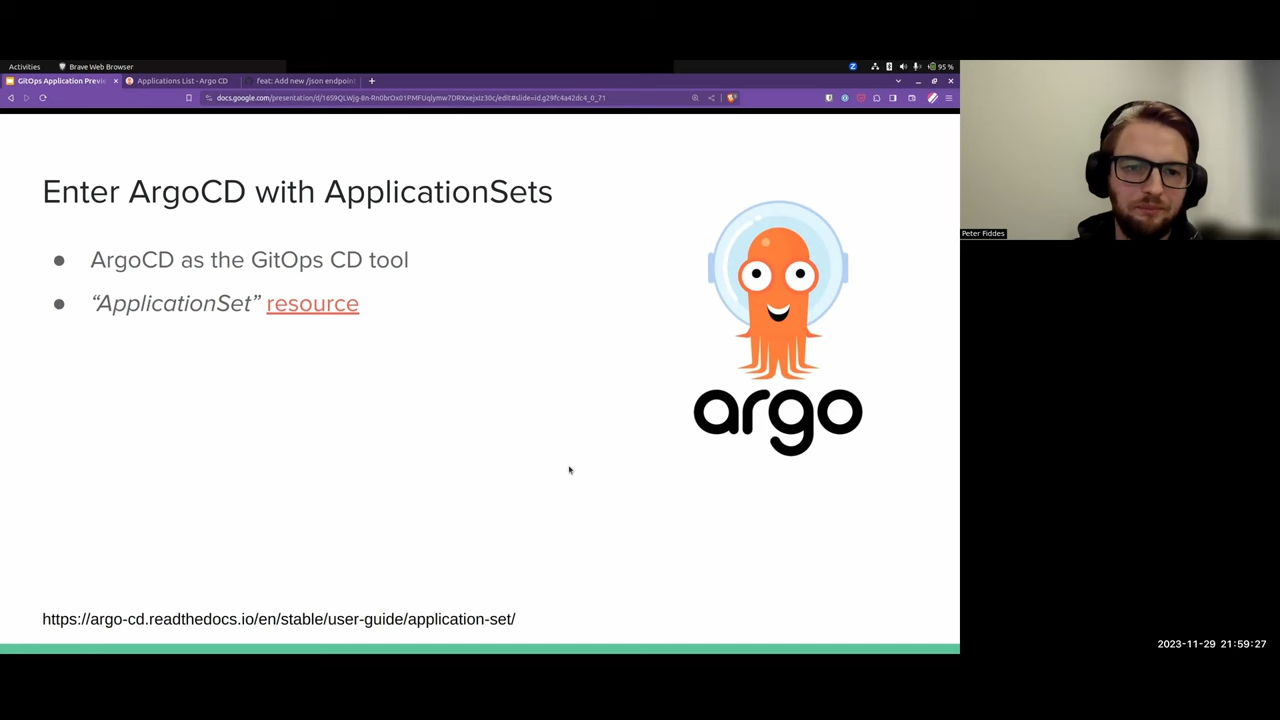 Activities
Brave Web Browser
95 %
GitOps Application Previe
Applications List - Argo CD
feat: Add new /json endpoint
Enter ArgoCD with ApplicationSets
● ArgoCD as the GitOps CD tool
● “ApplicationSet” resource
argo
https://argo-cd.readthedocs.io/en/stable/user-guide/application-set/
Peter Fiddes
2023-11-29 21:59:27